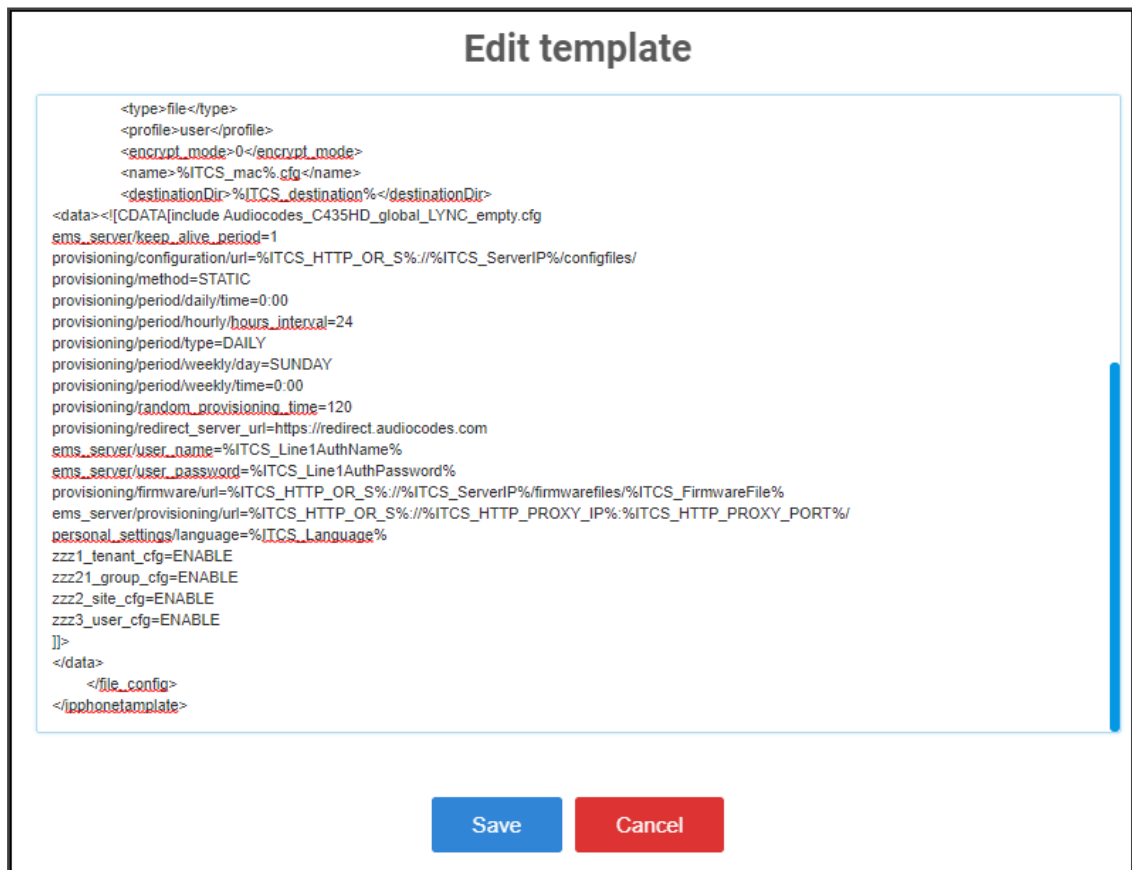 Edit template
<type>file</type>
<profile>user</profile>
<encrypt_mode>0</encrypt_mode>
<name>%ITCS_mac%.cfg</name>
<destinationDir>%ITCS_destination%</destinationDir>
<data><![CDATA[include Audiocodes_C435HD_global_LYNC_empty.cfg
ems_server/keep_alive_period=1
provisioning/configuration/url=%ITCS_HTTP_OR_S%://%ITCS_ServerIP%/configfiles/
provisioning/method=STATIC
provisioning/period/daily/time=0:00
provisioning/period/hourly/hours_interval=24
provisioning/period/type=DAILY
provisioning/period/weekly/day=SUNDAY
provisioning/period/weekly/time=0:00
provisioning/random_provisioning_time=120
provisioning/redirect_server_url=https://redirect.audiocodes.com
ems_server/user_name=%ITCS_Line1AuthName%
ems_server/user_password=%ITCS_Line1AuthPassword%
provisioning/firmware/url=%ITCS_HTTP_OR_S%://%ITCS_ServerIP%/firmwarefiles/%ITCS_FirmwareFile%
ems_server/provisioning/url=%ITCS_HTTP_OR_S%://%ITCS_HTTP_PROXY_IP%:%ITCS_HTTP_PROXY_PORT%/
personal_settings/language=%ITCS_Language%
zzz1_tenant_cfg=ENABLE
zzz21_group_cfg=ENABLE
zzz2_site_cfg=ENABLE
zzz3_user_cfg=ENABLE
]]>
</data>
</file_config>
</ipphonetamplate>
Save Cancel